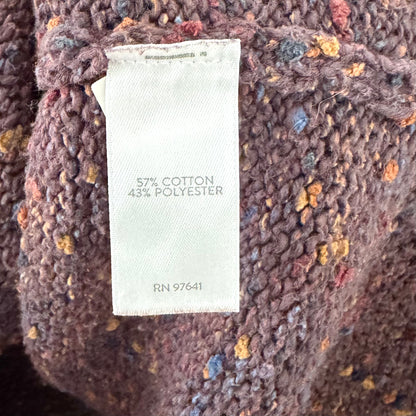 57% COTTON
43% POLYESTER
RN 97641